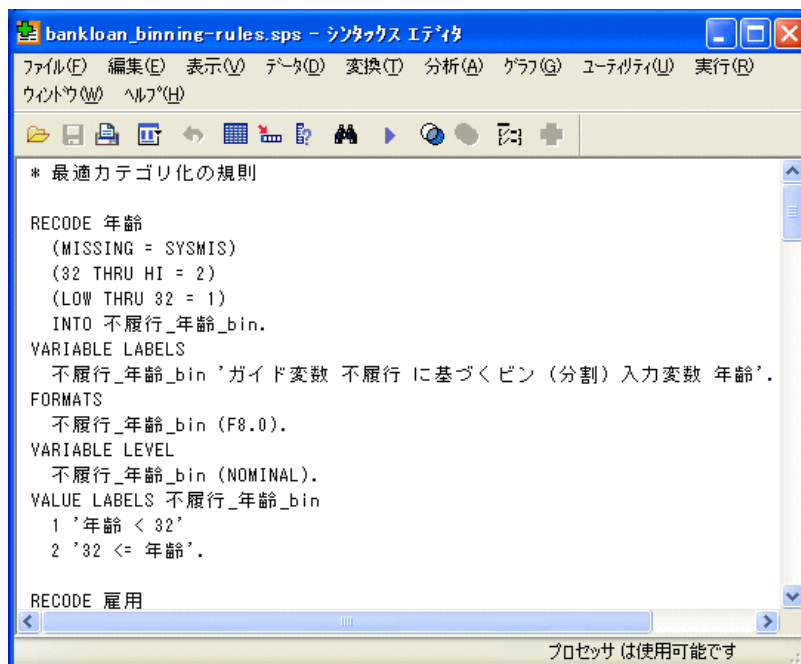 bankloan_binning-rules.sps - シンタックス エディタ
ファイル(F) 編集(E) 表示(V) データ(D) 変換(T) 分析(A) グラフ(G) ユーティリティ(U) 実行(R)
ウィンドウ(W) ヘルプ(H)
* 最適カテゴリ化の規則
RECODE 年齢
(MISSING = SYSMIS)
(32 THRU HI = 2)
(LOW THRU 32 = 1)
INTO 不履行_年齢_bin.
VARIABLE LABELS
不履行_年齢_bin 'ガイド変数 不履行 に基づくビン (分割) 入力変数 年齢'.
FORMATS
不履行_年齢_bin (F8.0).
VARIABLE LEVEL
不履行_年齢_bin (NOMINAL).
VALUE LABELS 不履行_年齢_bin
1 '年齢 < 32'
2 '32 <= 年齢'.
RECODE 雇用
プロセッサ は使用可能です